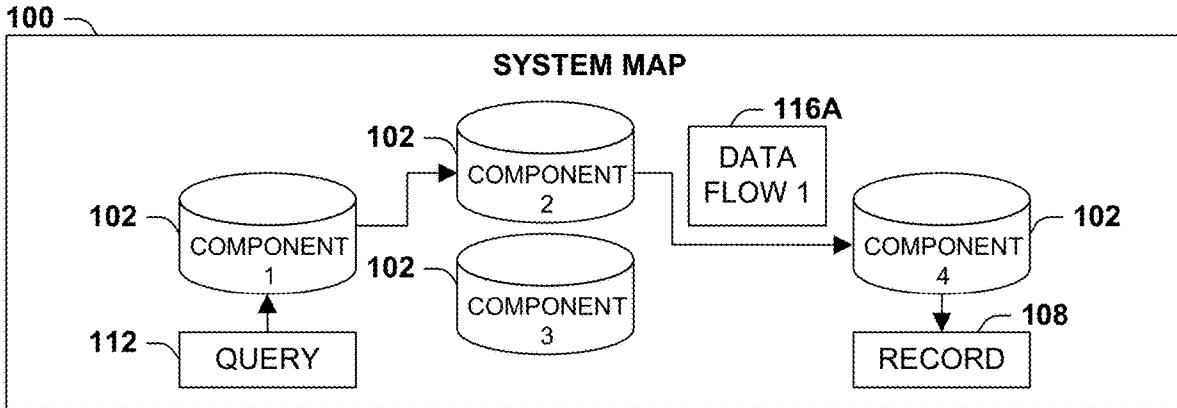 100
SYSTEM MAP
116A
102
COMPONENT
2
DATA
FLOW 1
102
COMPONENT
1
102
COMPONENT
4
102
COMPONENT
3
112
QUERY
108
RECORD